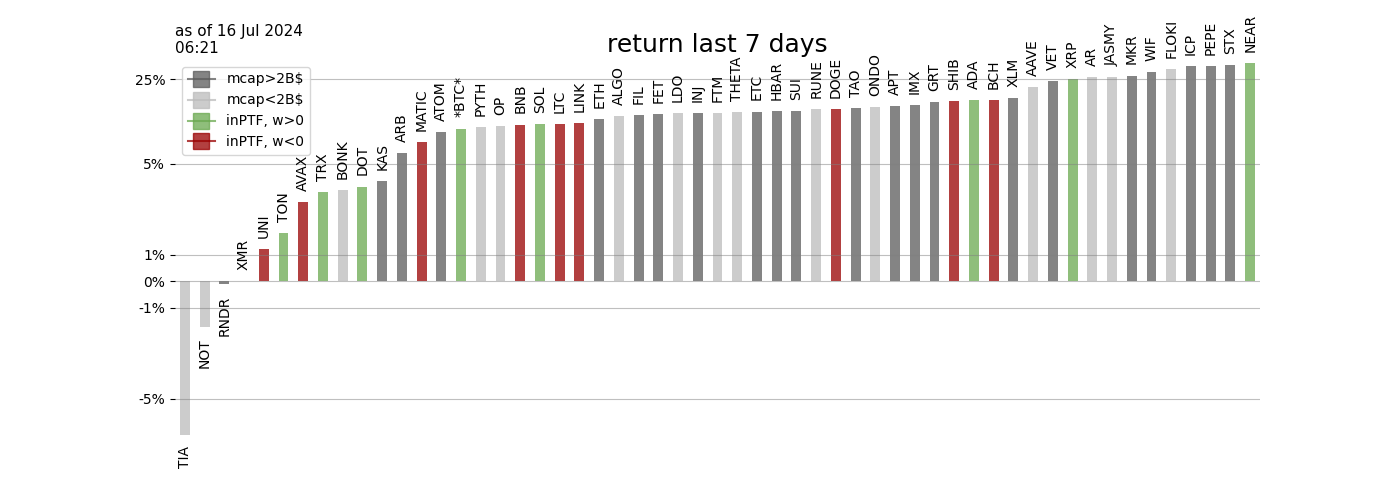 as of 16 Jul 2024
06:21
return last 7 days
mcap>2B$
mcap<2B$
inPTF, w>0
inPTF, w<0
25%
5%
1%
0%
-1%
-5%
TIA
NOT
RNDR
XMR
UNI
TON
AVAX
TRX
BONK
DOT
KAS
ARB
MATIC
ATOM
*BTC*
PYTH
OP
BNB
SOL
LTC
LINK
ETH
ALGO
FIL
FET
LDO
INJ
FTM
THETA
ETC
HBAR
SUI
RUNE
DOGE
TAO
ONDO
APT
IMX
GRT
SHIB
ADA
BCH
XLM
AAVE
VET
XRP
AR
JASMY
MKR
WIF
FLOKI
ICP
PEPE
STX
NEAR